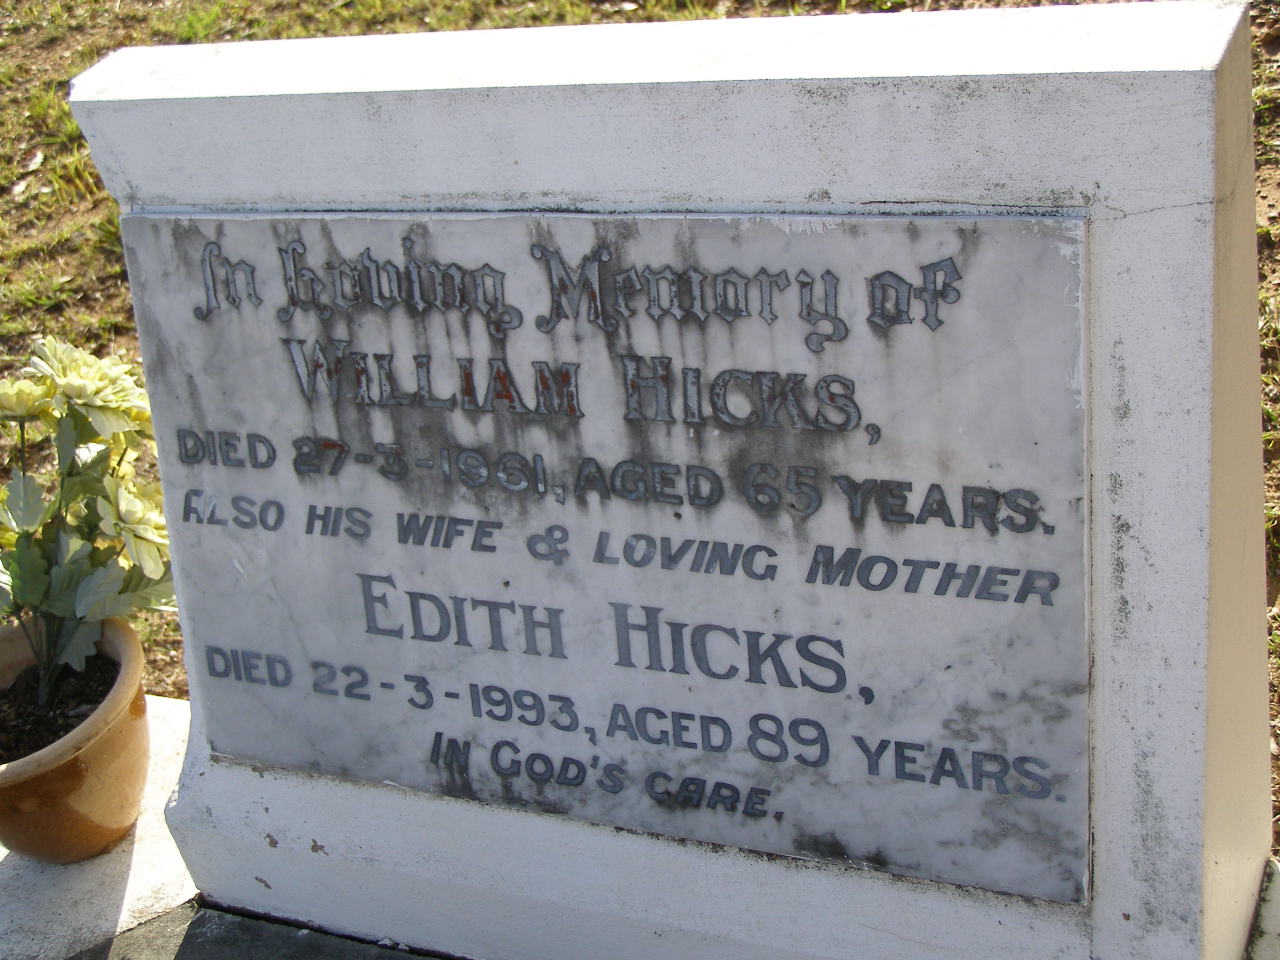 In loving Memory of
WILLIAM HICKS,
DIED 27-3-1961, AGED 65 YEARS.
ALSO HIS WIFE & LOVING MOTHER
EDITH HICKS,
DIED 22-3-1993, AGED 89 YEARS.
IN GOD'S CARE.